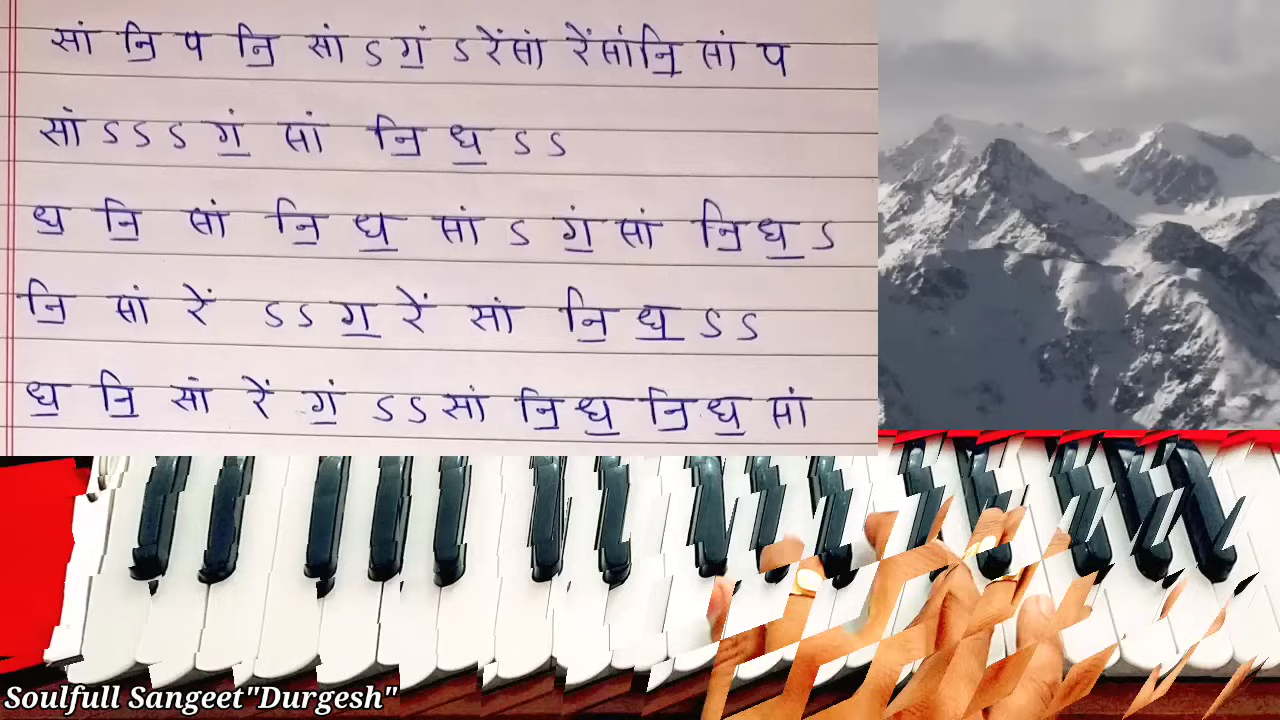 सां नि॒ प नि॒ सां ऽ गं॒ ऽ रेंसां रेंसांनि॒ सां प
सां ऽ ऽ ऽ गं॒ सां नि॒ ध॒ ऽ ऽ
ध॒ नि॒ सां नि॒ ध॒ सां ऽ गं॒ सां नि॒ध॒ ऽ
नि॒ सां रें ऽ ऽ ग॒ रें सां नि॒ ध॒ ऽ ऽ
ध॒ नि॒ सां रें गं॒ ऽ ऽ सां नि॒ध॒ नि॒ध॒ सां
Soulfull Sangeet"Durgesh"